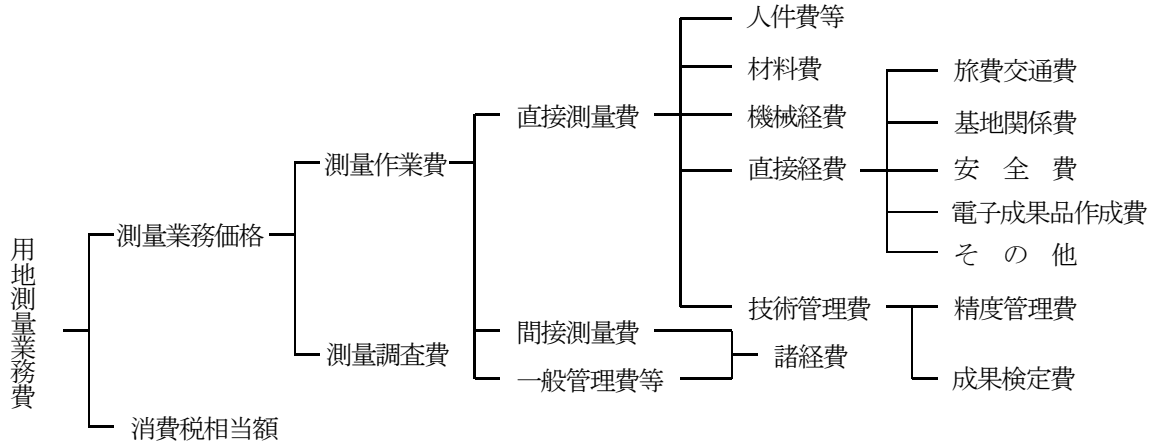 用地測量業務費
測量業務価格
消費税相当額
測量作業費
測量調査費
直接測量費
間接測量費
一般管理費等
諸経費
人件費等
材料費
機械経費
直接経費
技術管理費
旅費交通費
基地関係費
安　全　費
電子成果品作成費
そ　の　他
精度管理費
成果検定費